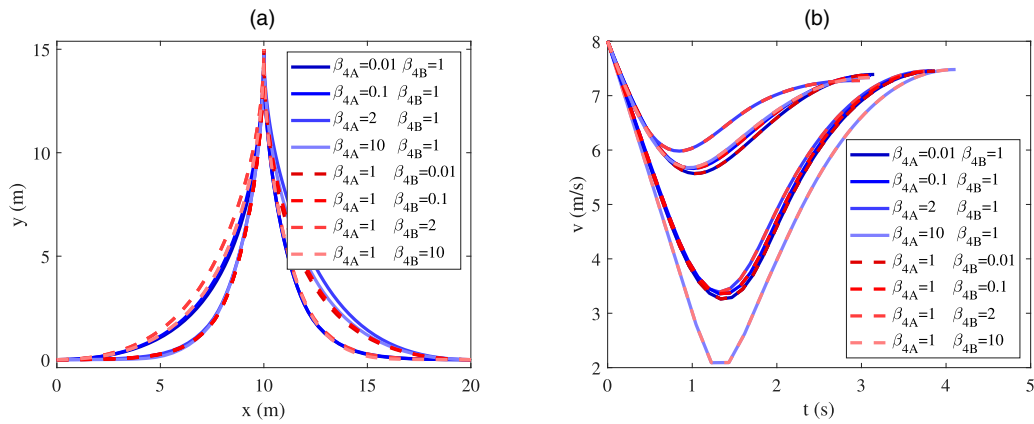 (a)
15
10
5
0
y (m)
β4A=0.01 β4B=1
β4A=0.1 β4B=1
β4A=2 β4B=1
β4A=10 β4B=1
β4A=1 β4B=0.01
β4A=1 β4B=0.1
β4A=1 β4B=2
β4A=1 β4B=10
0 5 10 15 20
x (m)
(b)
8
7
6
5
4
3
2
v (m/s)
β4A=0.01 β4B=1
β4A=0.1 β4B=1
β4A=2 β4B=1
β4A=10 β4B=1
β4A=1 β4B=0.01
β4A=1 β4B=0.1
β4A=1 β4B=2
β4A=1 β4B=10
0 1 2 3 4 5
t (s)